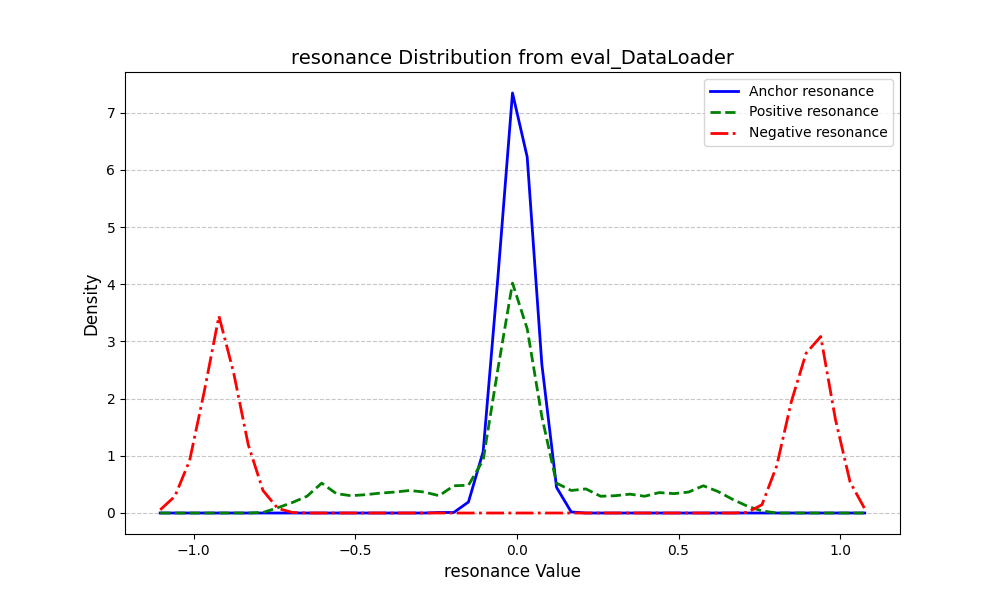 resonance Distribution from eval_DataLoader
Anchor resonance
Positive resonance
Negative resonance
Density
7
6
5
4
3
2
1
0
−1.0 −0.5 0.0 0.5 1.0
resonance Value